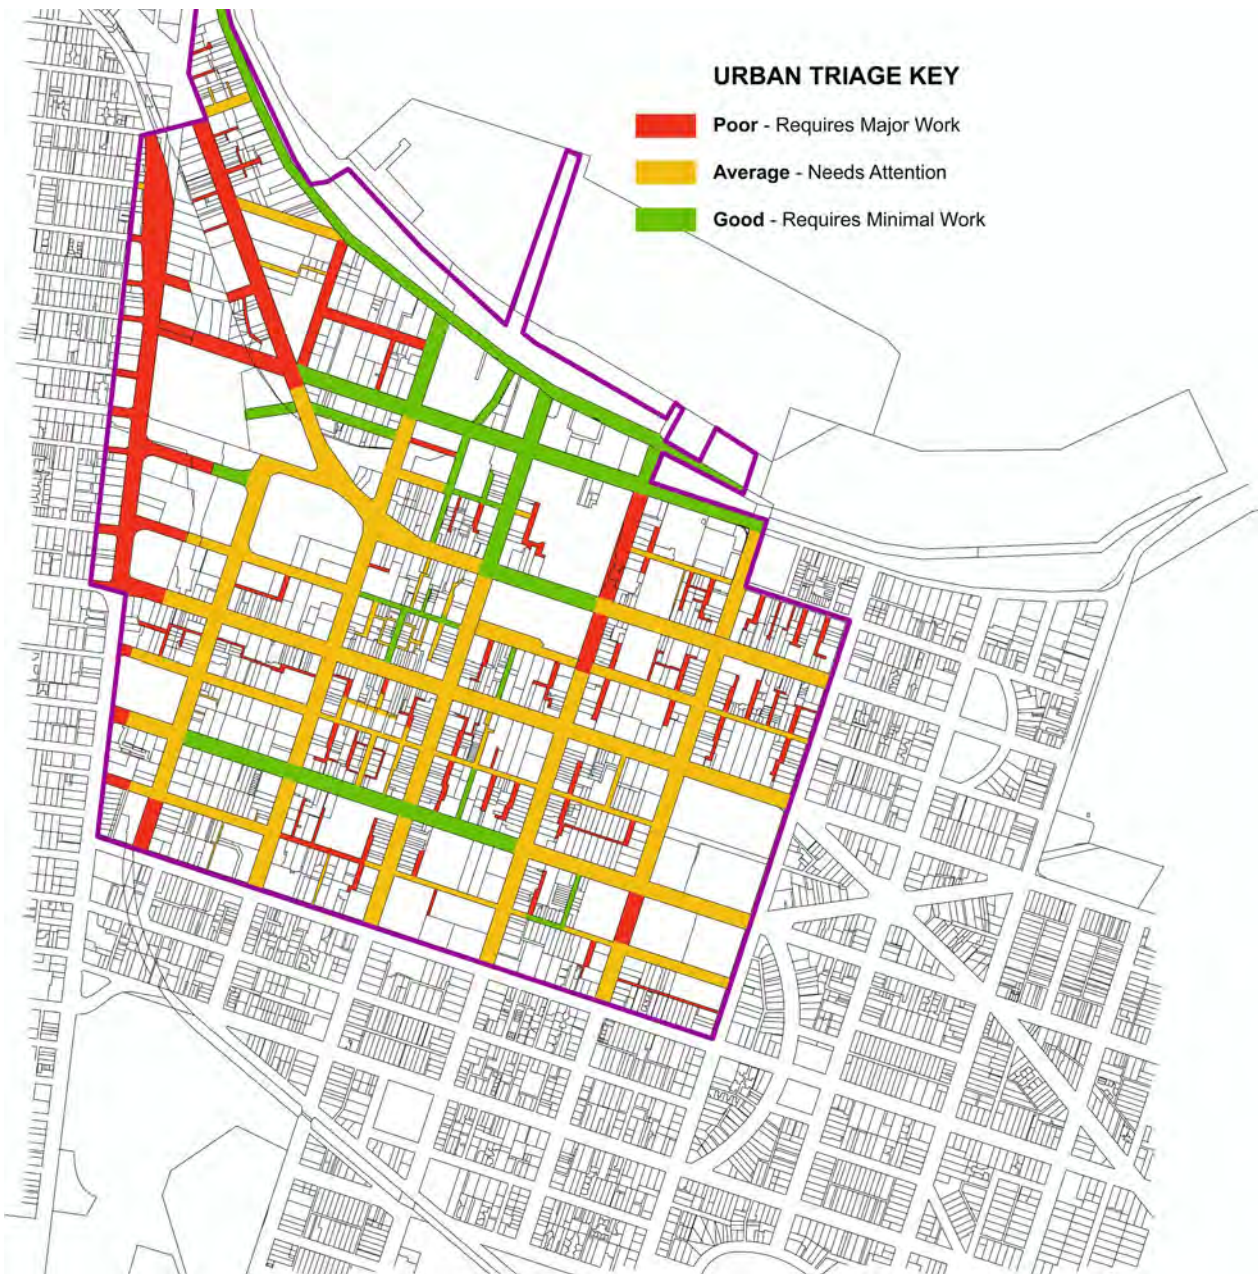 URBAN TRIAGE KEY
Poor - Requires Major Work
Average - Needs Attention
Good - Requires Minimal Work